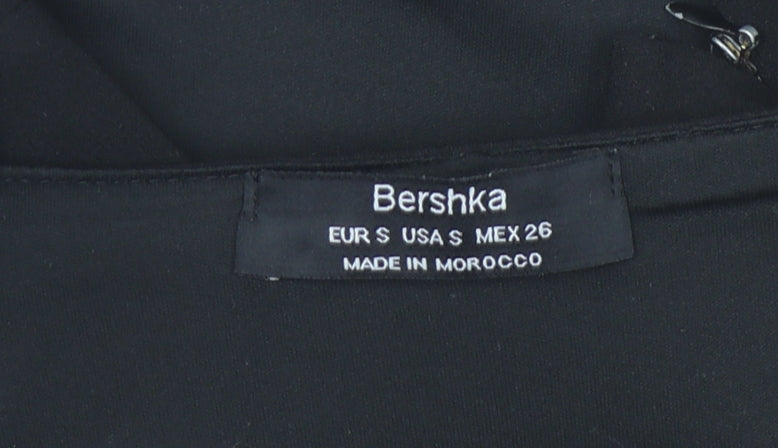 Bershka
EUR S USA S MEX 26
MADE IN MOROCCO